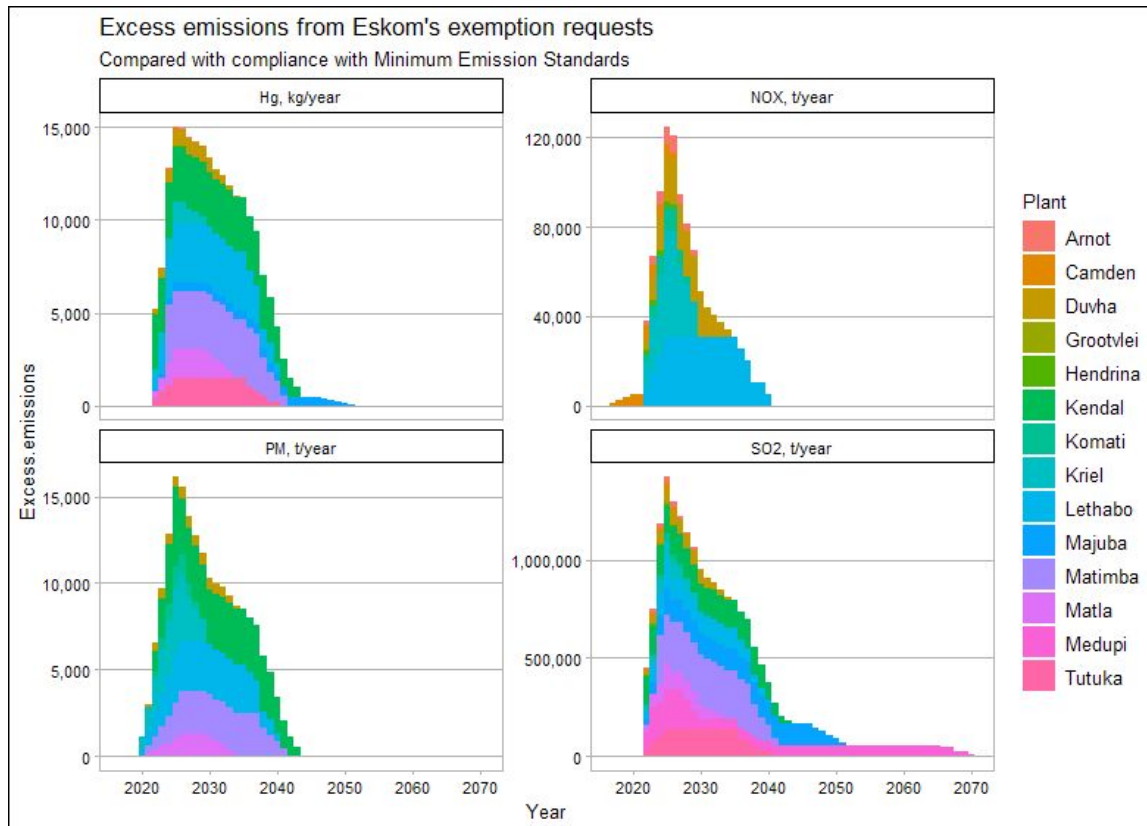 Excess emissions from Eskom's exemption requests
Compared with compliance with Minimum Emission Standards
Hg, kg/year
NOX, t/year
15,000
10,000
5,000
0
120,000
80,000
40,000
0
PM, t/year
SO2, t/year
15,000
10,000
5,000
0
1,000,000
500,000
0
2020 2030 2040 2050 2060 2070
2020 2030 2040 2050 2060 2070
Excess.emissions
Year
Plant
Arnot
Camden
Duvha
Grootvlei
Hendrina
Kendal
Komati
Kriel
Lethabo
Majuba
Matimba
Matla
Medupi
Tutuka